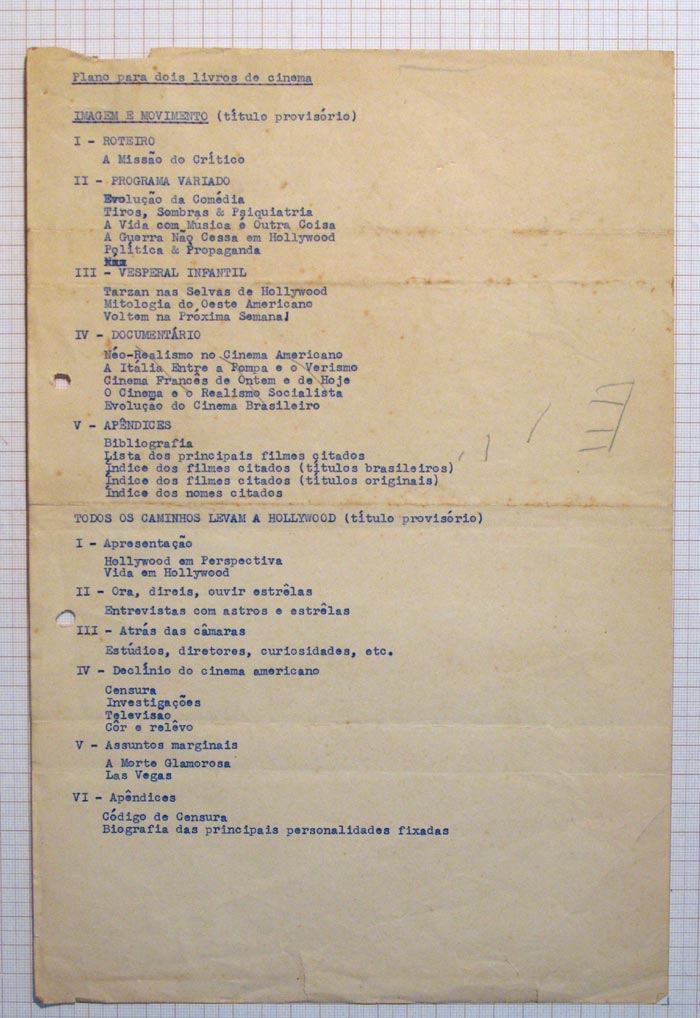 Plano para dois livros de cinema
IMAGEM E MOVIMENTO (título provisório)
I - ROTEIRO
A Missão do Crítico
II - PROGRAMA VARIADO
Evolução da Comédia
Tiros, Sombras & Psiquiatria
A Vida com Musica é Outra Coisa
A Guerra Não Cessa em Hollywood
Política & Propaganda
III - VESPERAL INFANTIL
Tarzan nas Selvas de Hollywood
Mitologia do Oeste Americano
Voltem na Próxima Semana!
IV - DOCUMENTÁRIO
Néo-Realismo no Cinema Americano
A Itália Entre a Pompa e o Verismo
Cinema Francês de Ontem e de Hoje
O Cinema e o Realismo Socialista
Evolução do Cinema Brasileiro
V - APÊNDICES
Bibliografia
Lista dos principais filmes citados
Índice dos filmes citados (títulos brasileiros)
Índice dos filmes citados (títulos originais)
Índice dos nomes citados
TODOS OS CAMINHOS LEVAM A HOLLYWOOD (título provisório)
I - Apresentação
Hollywood em Perspectiva
Vida em Hollywood
II - Ora, direis, ouvir estrêlas
Entrevistas com astros e estrêlas
III - Atrás das câmaras
Estúdios, diretores, curiosidades, etc.
IV - Declínio do cinema americano
Censura
Investigações
Televisão
Côr e relêvo
V - Assuntos marginais
A Morte Glamorosa
Las Vegas
VI - Apêndices
Código de Censura
Biografia das principais personalidades fixadas